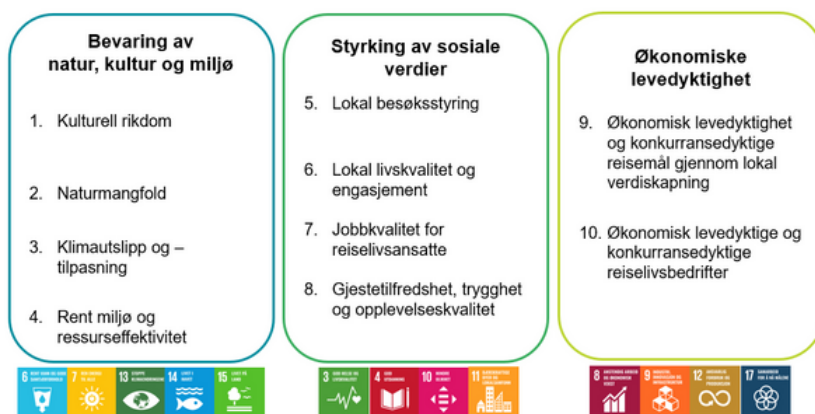 Bevaring av
natur, kultur og miljø
1. Kulturell rikdom
2. Naturmangfold
3. Klimautslipp og –
tilpasning
4. Rent miljø og
ressurseffektivitet
6
7
13
14
15
Styrking av sosiale
verdier
5. Lokal besøksstyring
6. Lokal livskvalitet og
engasjement
7. Jobbkvalitet for
reiselivsansatte
8. Gjestetilfredshet, trygghet
og opplevelseskvalitet
3
4
10
11
Økonomiske
levedyktighet
9. Økonomisk levedyktighet
og konkurransedyktige
reisemål gjennom lokal
verdiskapning
10. Økonomisk levedyktige og
konkurransedyktige
reiselivsbedrifter
8
9
12
17